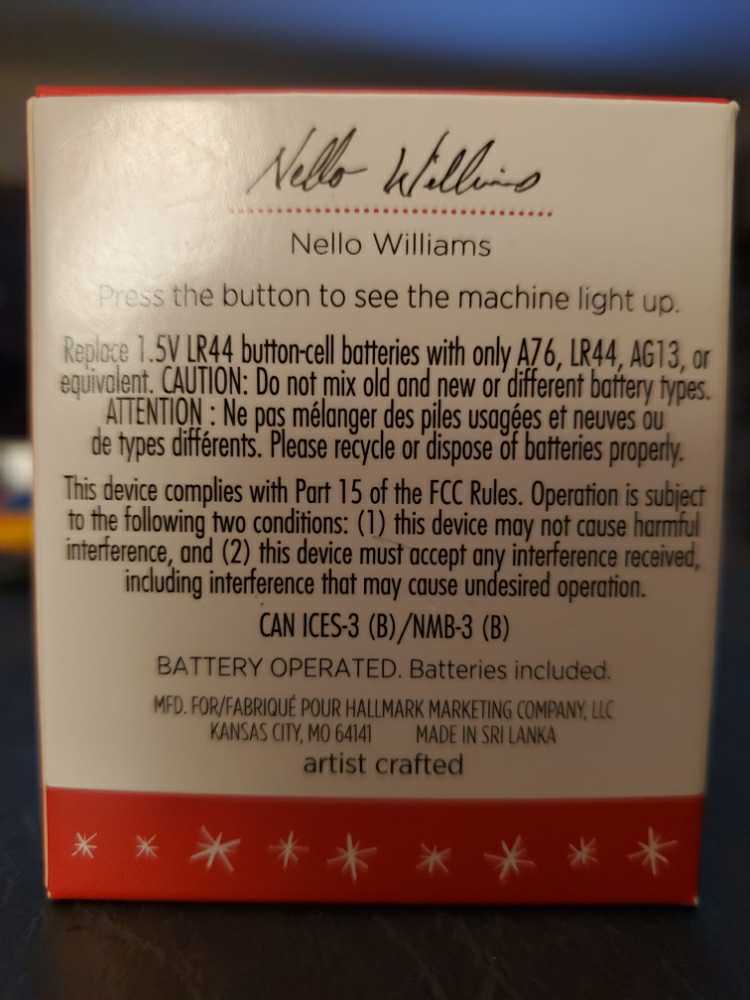 Nello Williams
Nello Williams
Press the button to see the machine light up.
Replace 1.5V LR44 button-cell batteries with only A76, LR44, AG13, or
equivalent. CAUTION: Do not mix old and new or different battery types.
ATTENTION : Ne pas mélanger des piles usagées et neuves ou
de types différents. Please recycle or dispose of batteries properly.
This device complies with Part 15 of the FCC Rules. Operation is subject
to the following two conditions: (1) this device may not cause harmful
interference, and (2) this device must accept any interference received,
including interference that may cause undesired operation.
CAN ICES-3 (B)/NMB-3 (B)
BATTERY OPERATED. Batteries included.
MFD. FOR/FABRIQUÉ POUR HALLMARK MARKETING COMPANY, LLC
KANSAS CITY, MO 64141 MADE IN SRI LANKA
artist crafted